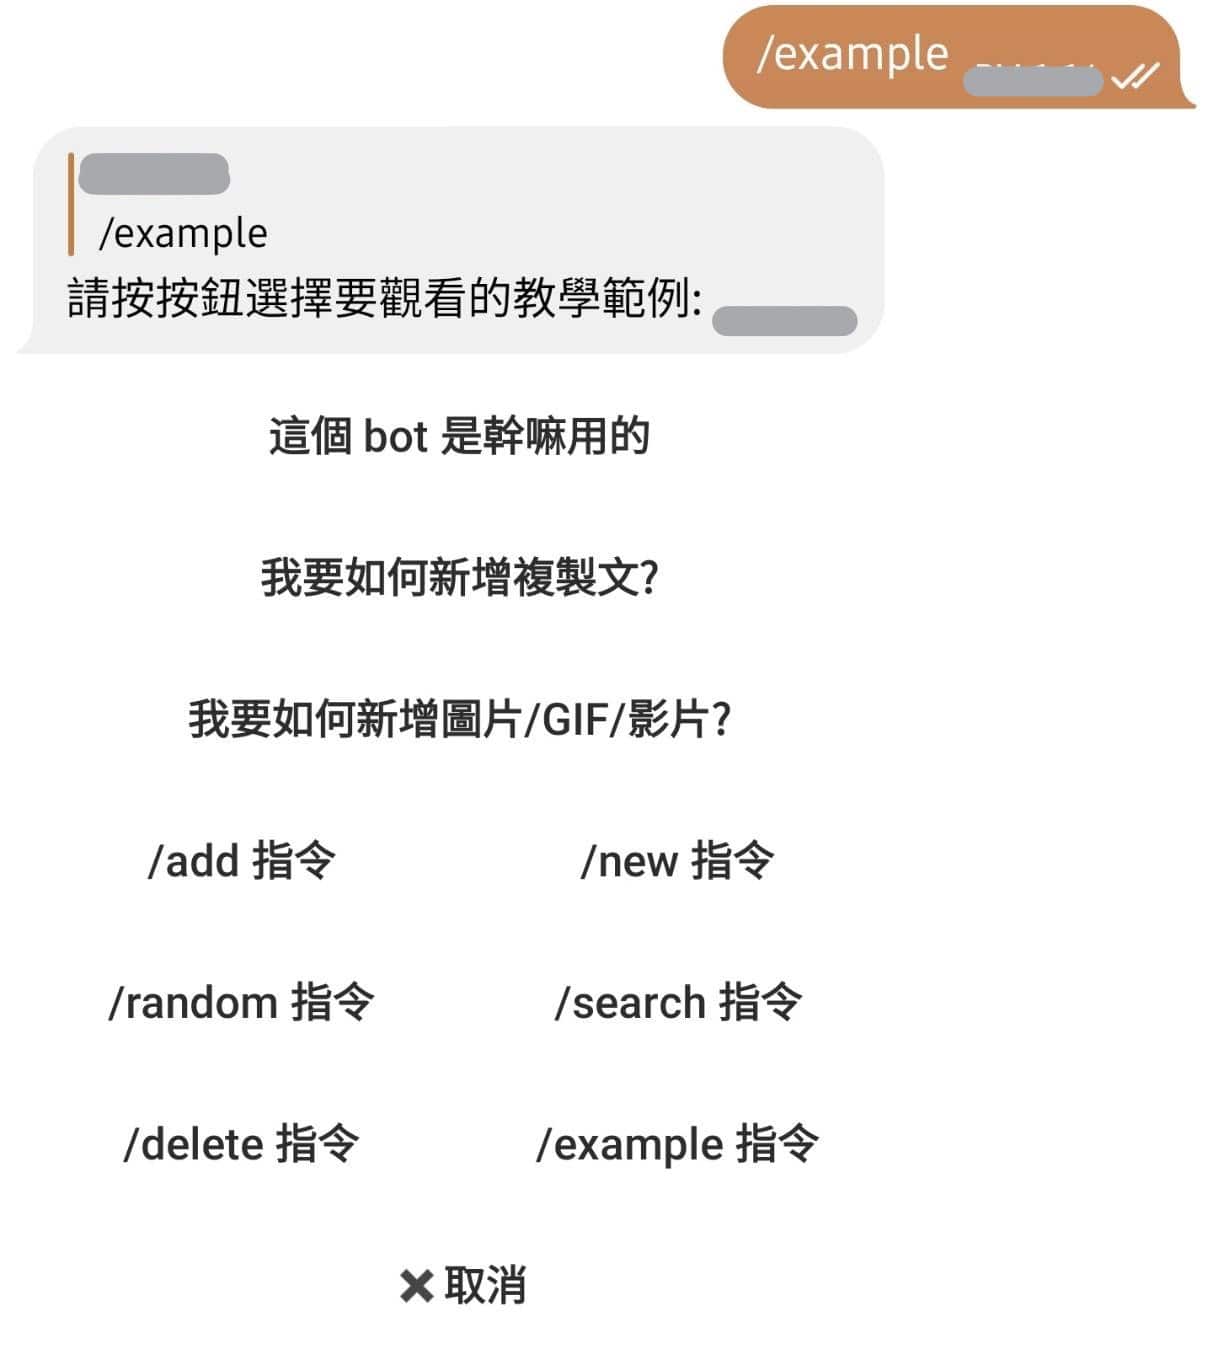 /example
/example
請按按鈕選擇要觀看的教學範例:
這個 bot 是幹嘛用的
我要如何新增複製文?
我要如何新增圖片/GIF/影片?
/add 指令
/new 指令
/random 指令
/search 指令
/delete 指令
/example 指令
✖ 取消